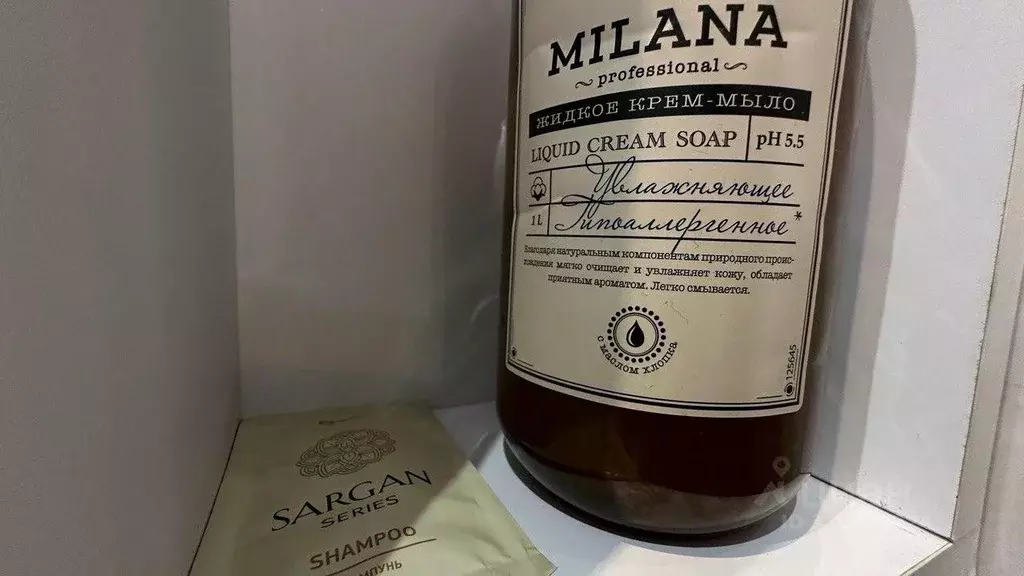 MILANA
professional
ЖИДКОЕ КРЕМ-МЫЛО
LIQUID CREAM SOAP
pH 5.5
Увлажняющее
1 L
Гипоаллергенное*
Благодаря натуральным компонентам природного проис-
хождения мягко очищает и увлажняет кожу, обладает
приятным ароматом. Легко смывается.
с маслом хлопка
125645
SARGAN
SERIES
SHAMPOO